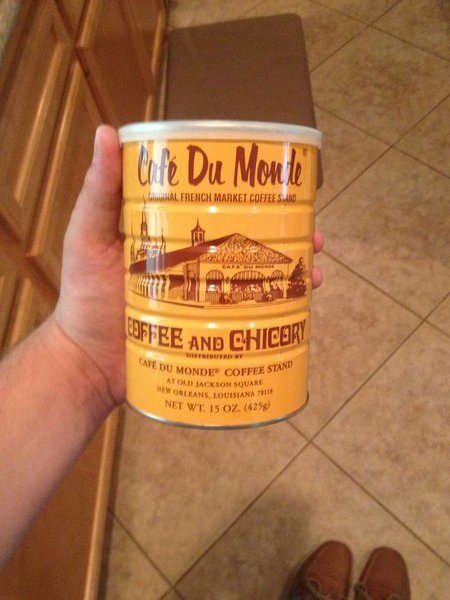 Café Du Monde®
ORIGINAL FRENCH MARKET COFFEE STAND
CAFE DU MONDE
COFFEE AND CHICORY
DISTRIBUTED BY
CAFÉ DU MONDE® COFFEE STAND
AT OLD JACKSON SQUARE
NEW ORLEANS, LOUISIANA 70116
NET WT. 15 OZ. (425g)